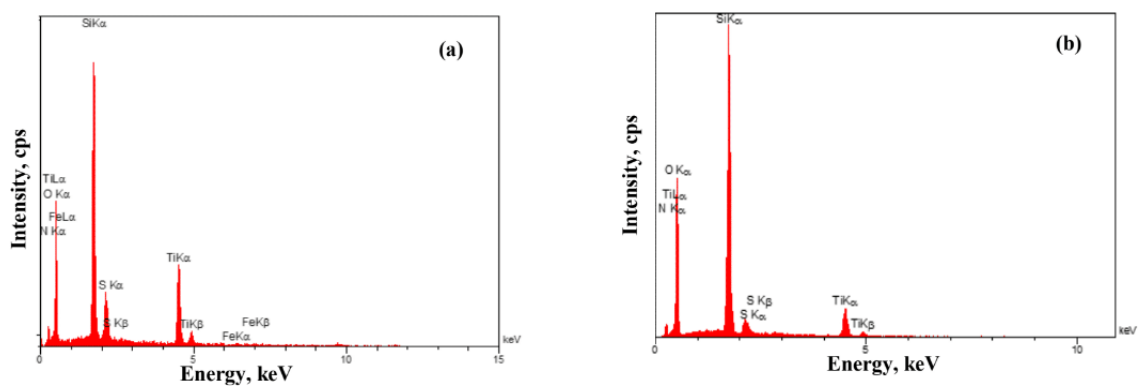 SiKα
(a)
Intensity, cps
TiLα
O Kα
FeLα
N Kα
S Kα
S Kβ
TiKα
TiKβ
FeKβ
FeKα
keV
0
5
10
15
Energy, keV
SiKα
(b)
Intensity, cps
O Kα
TiLα
N Kα
S Kβ
S Kα
TiKα
TiKβ
keV
0
5
10
Energy, keV